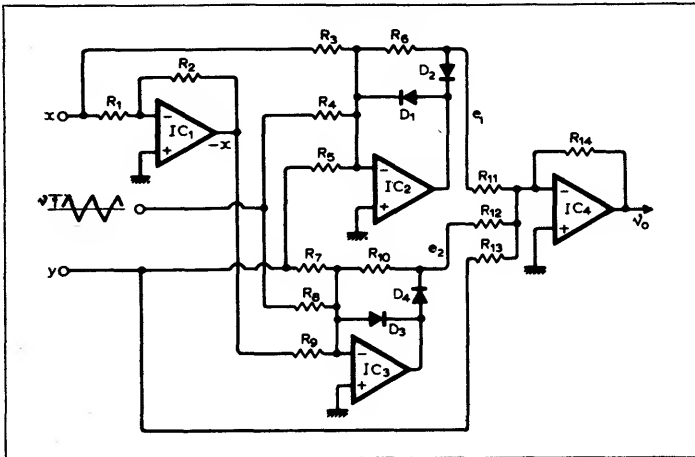 R3
R6
R2
D2
x
R1
IC1
-x
R4
D1
e1
R14
R5
R11
v
IC2
R12
IC4
vo
R13
e2
y
R7
R10
D4
R8
D3
R9
IC3